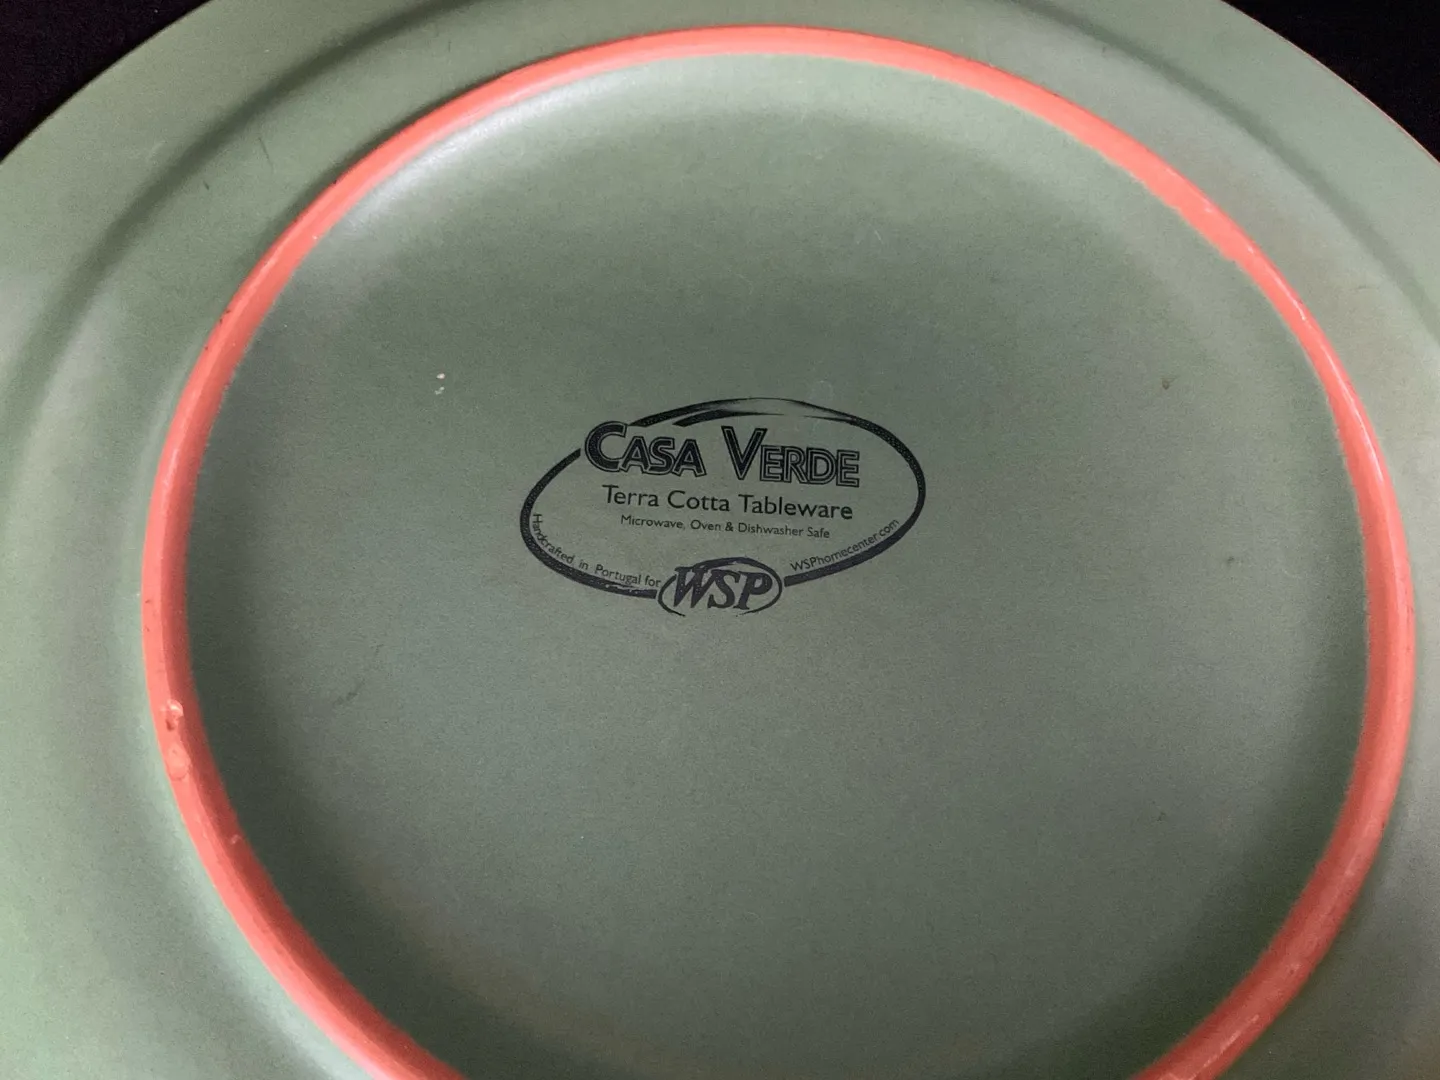 CASA VERDE
Terra Cotta Tableware
Microwave, Oven & Dishwasher Safe
Handcrafted in Portugal for
WSP
WSPhomecenter.com